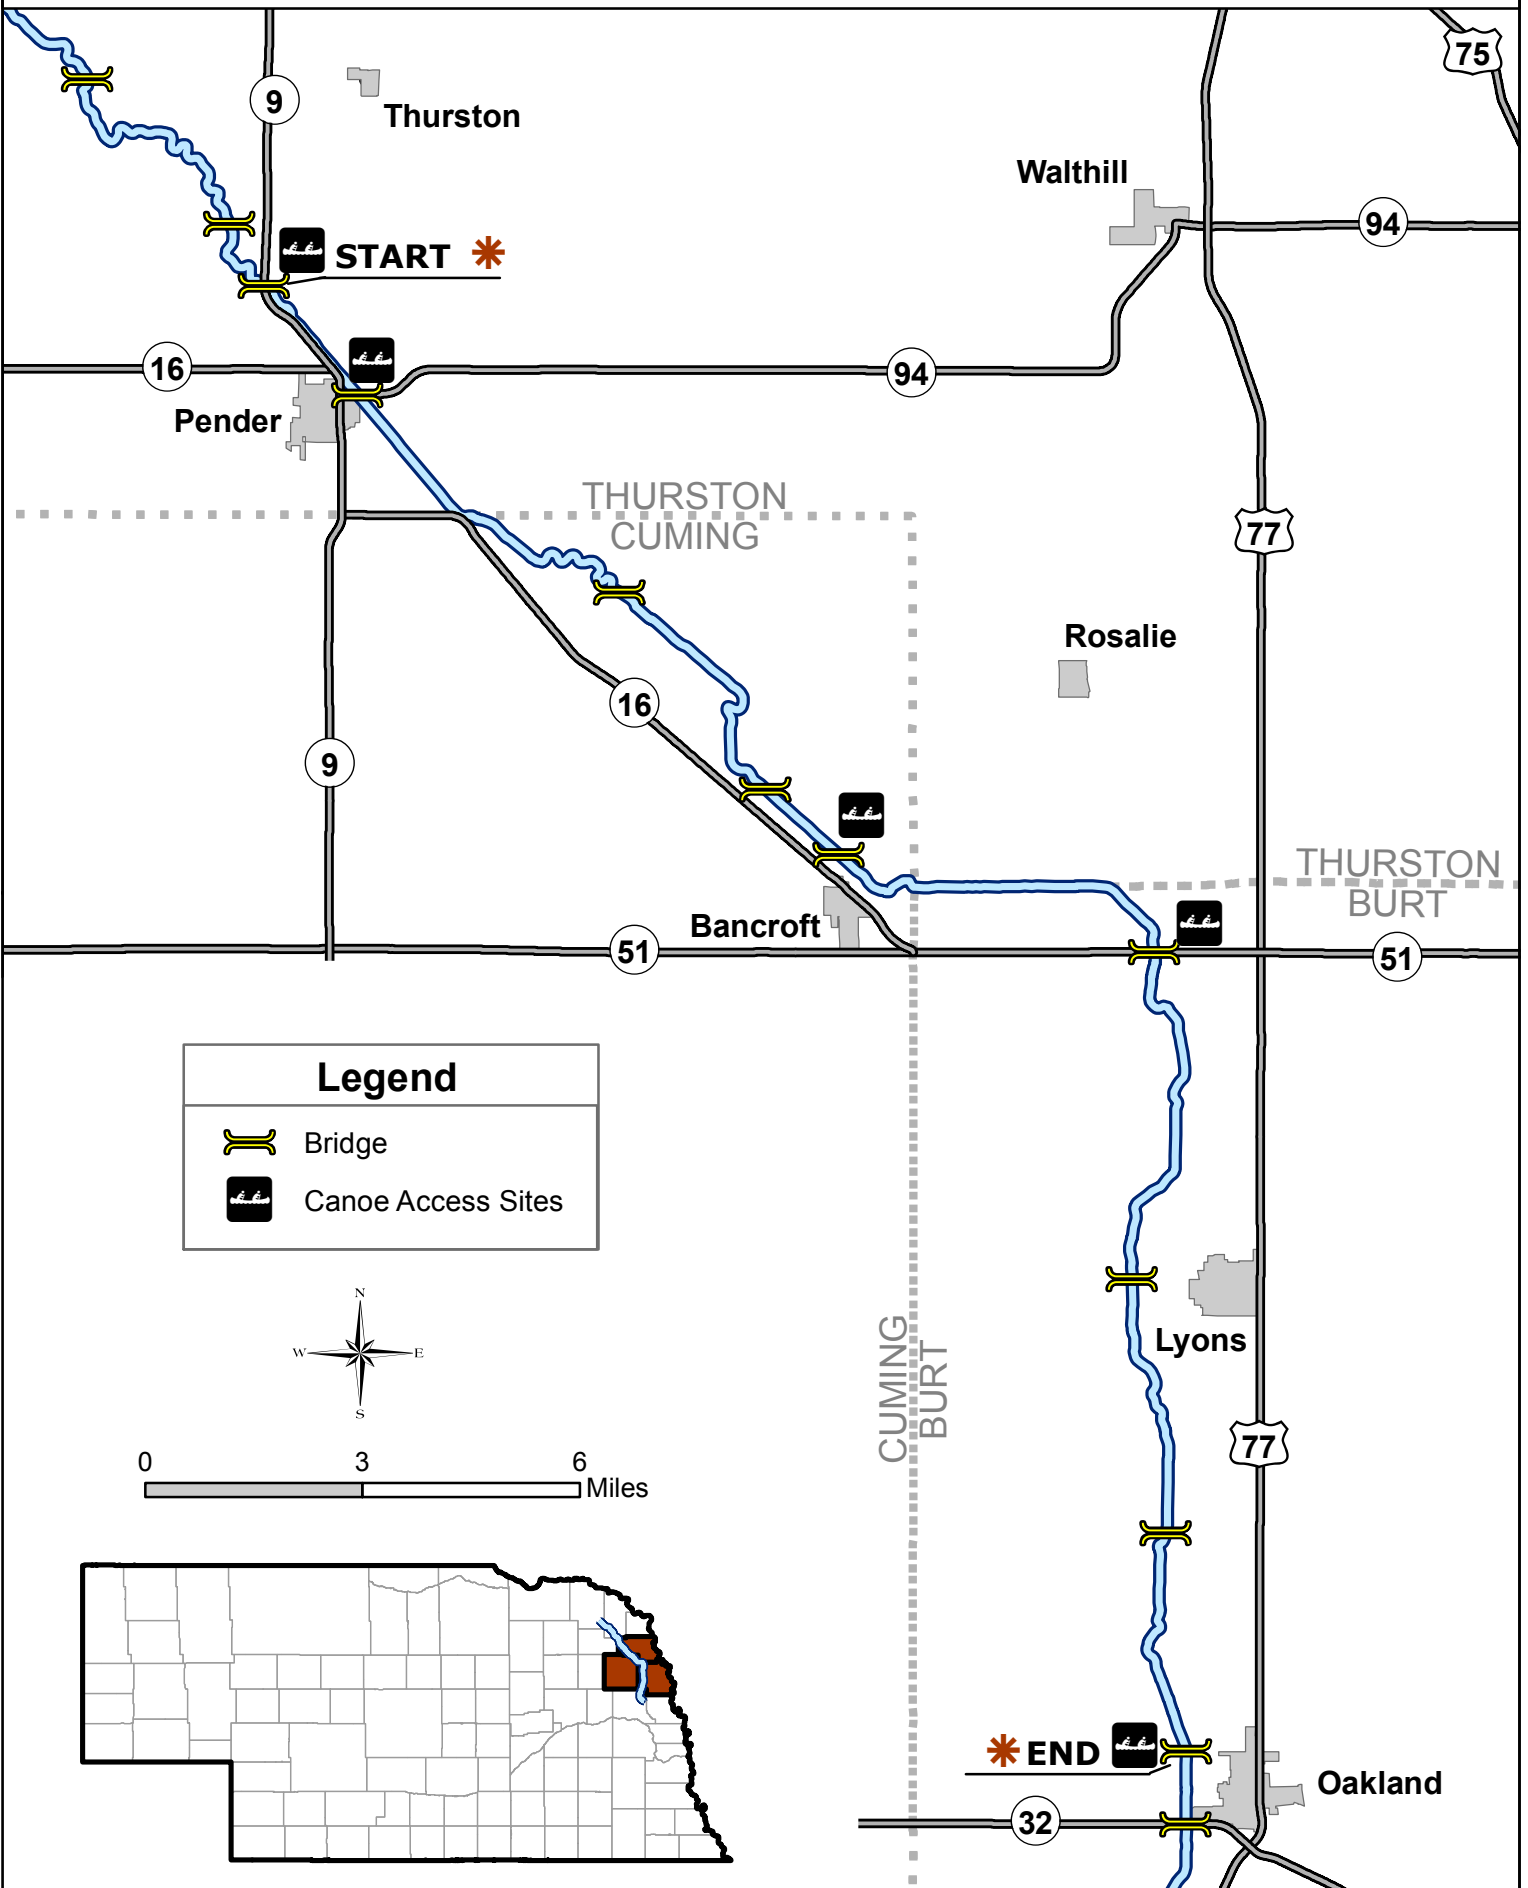 75
9
Thurston
Walthill
94
START
16
94
Pender
THURSTON
CUMING
77
Rosalie
16
9
THURSTON
BURT
Bancroft
51
51
Legend
Bridge
Canoe Access Sites
N
W E
S
CUMING
BURT
Lyons
77
0 3 6
Miles
END
Oakland
32